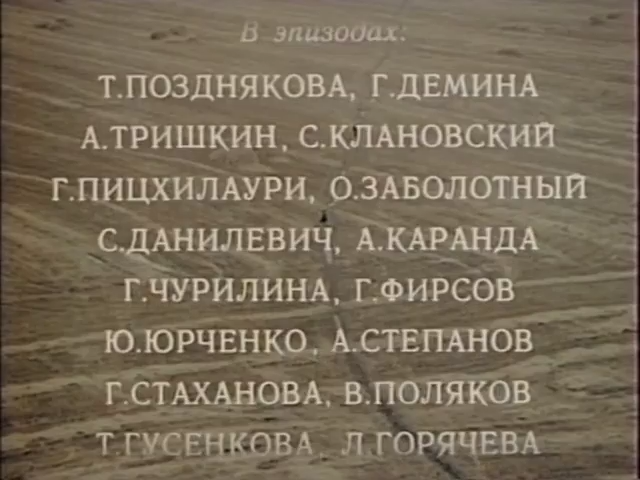 В эпизодах:
Т.ПОЗДНЯКОВА, Г.ДЕМИНА
А.ТРИШКИН, С.КЛАНОВСКИЙ
Г.ПИЦХИЛАУРИ, О.ЗАБОЛОТНЫЙ
С.ДАНИЛЕВИЧ, А.КАРАНДА
Г.ЧУРИЛИНА, Г.ФИРСОВ
Ю.ЮРЧЕНКО, А.СТЕПАНОВ
Г.СТАХАНОВА, В.ПОЛЯКОВ
Т.ГУСЕНКОВА, Л.ГОРЯЧЕВА